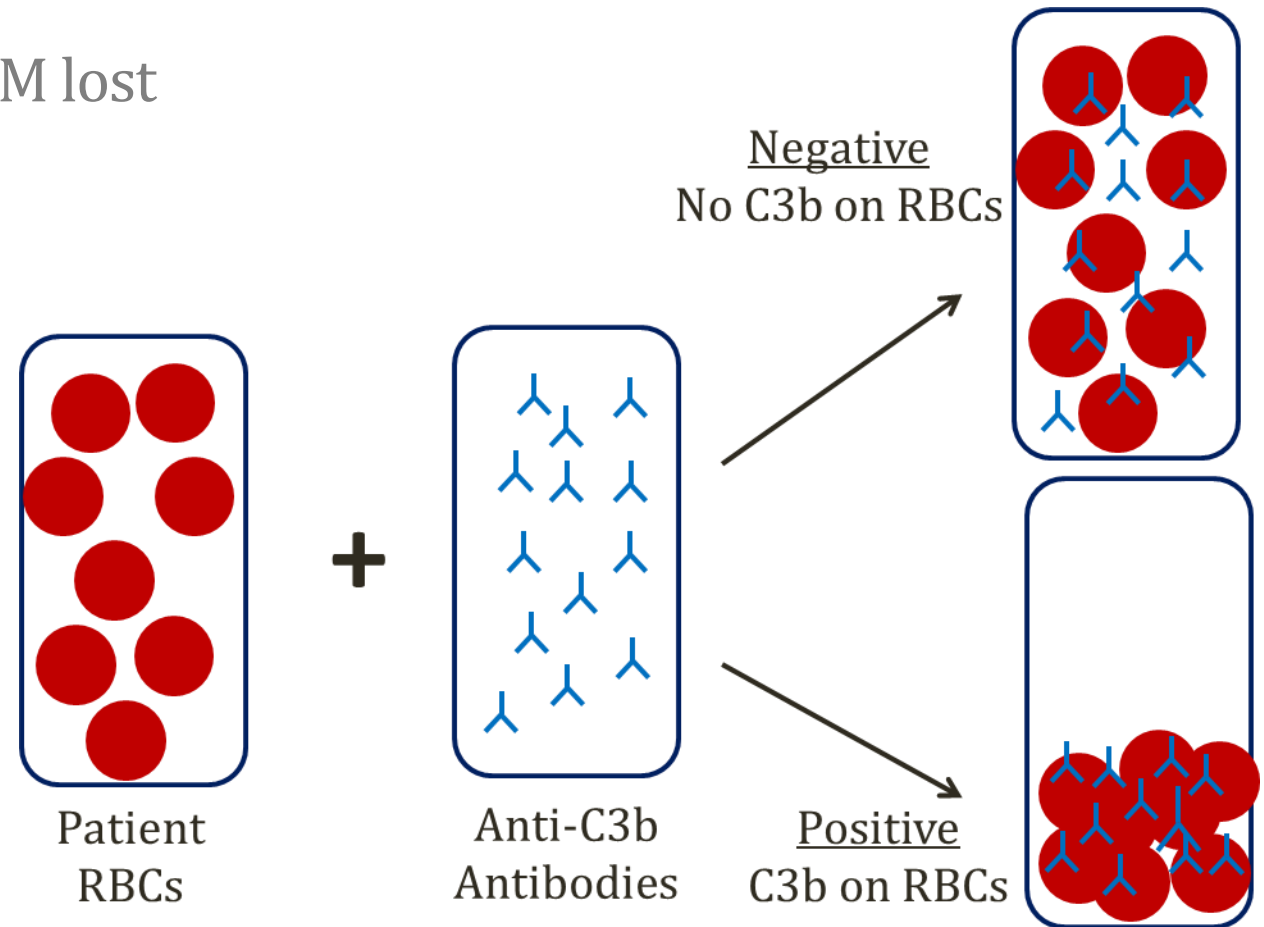 M lost
Negative
No C3b on RBCs
+
Patient
RBCs
Anti-C3b
Antibodies
Positive
C3b on RBCs